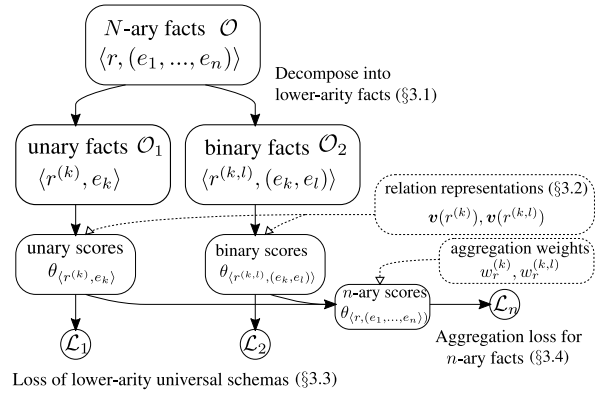 N-ary facts 𝒪
⟨r, (e₁, ..., eₙ)⟩
Decompose into
lower-arity facts (§3.1)
unary facts 𝒪₁
⟨r⁽ᵏ⁾, eₖ⟩
binary facts 𝒪₂
⟨r⁽ᵏ,ˡ⁾, (eₖ, eₗ)⟩
relation representations (§3.2)
v(r⁽ᵏ⁾), v(r⁽ᵏ,ˡ⁾)
unary scores
θ⟨r⁽ᵏ⁾, eₖ⟩
binary scores
θ⟨r⁽ᵏ,ˡ⁾,(eₖ,eₗ)⟩
aggregation weights
wᵣ⁽ᵏ⁾, wᵣ⁽ᵏ,ˡ⁾
n-ary scores
θ⟨r,(e₁,...,eₙ)⟩
ℒₙ
ℒ₁
ℒ₂
Aggregation loss for
n-ary facts (§3.4)
Loss of lower-arity universal schemas (§3.3)